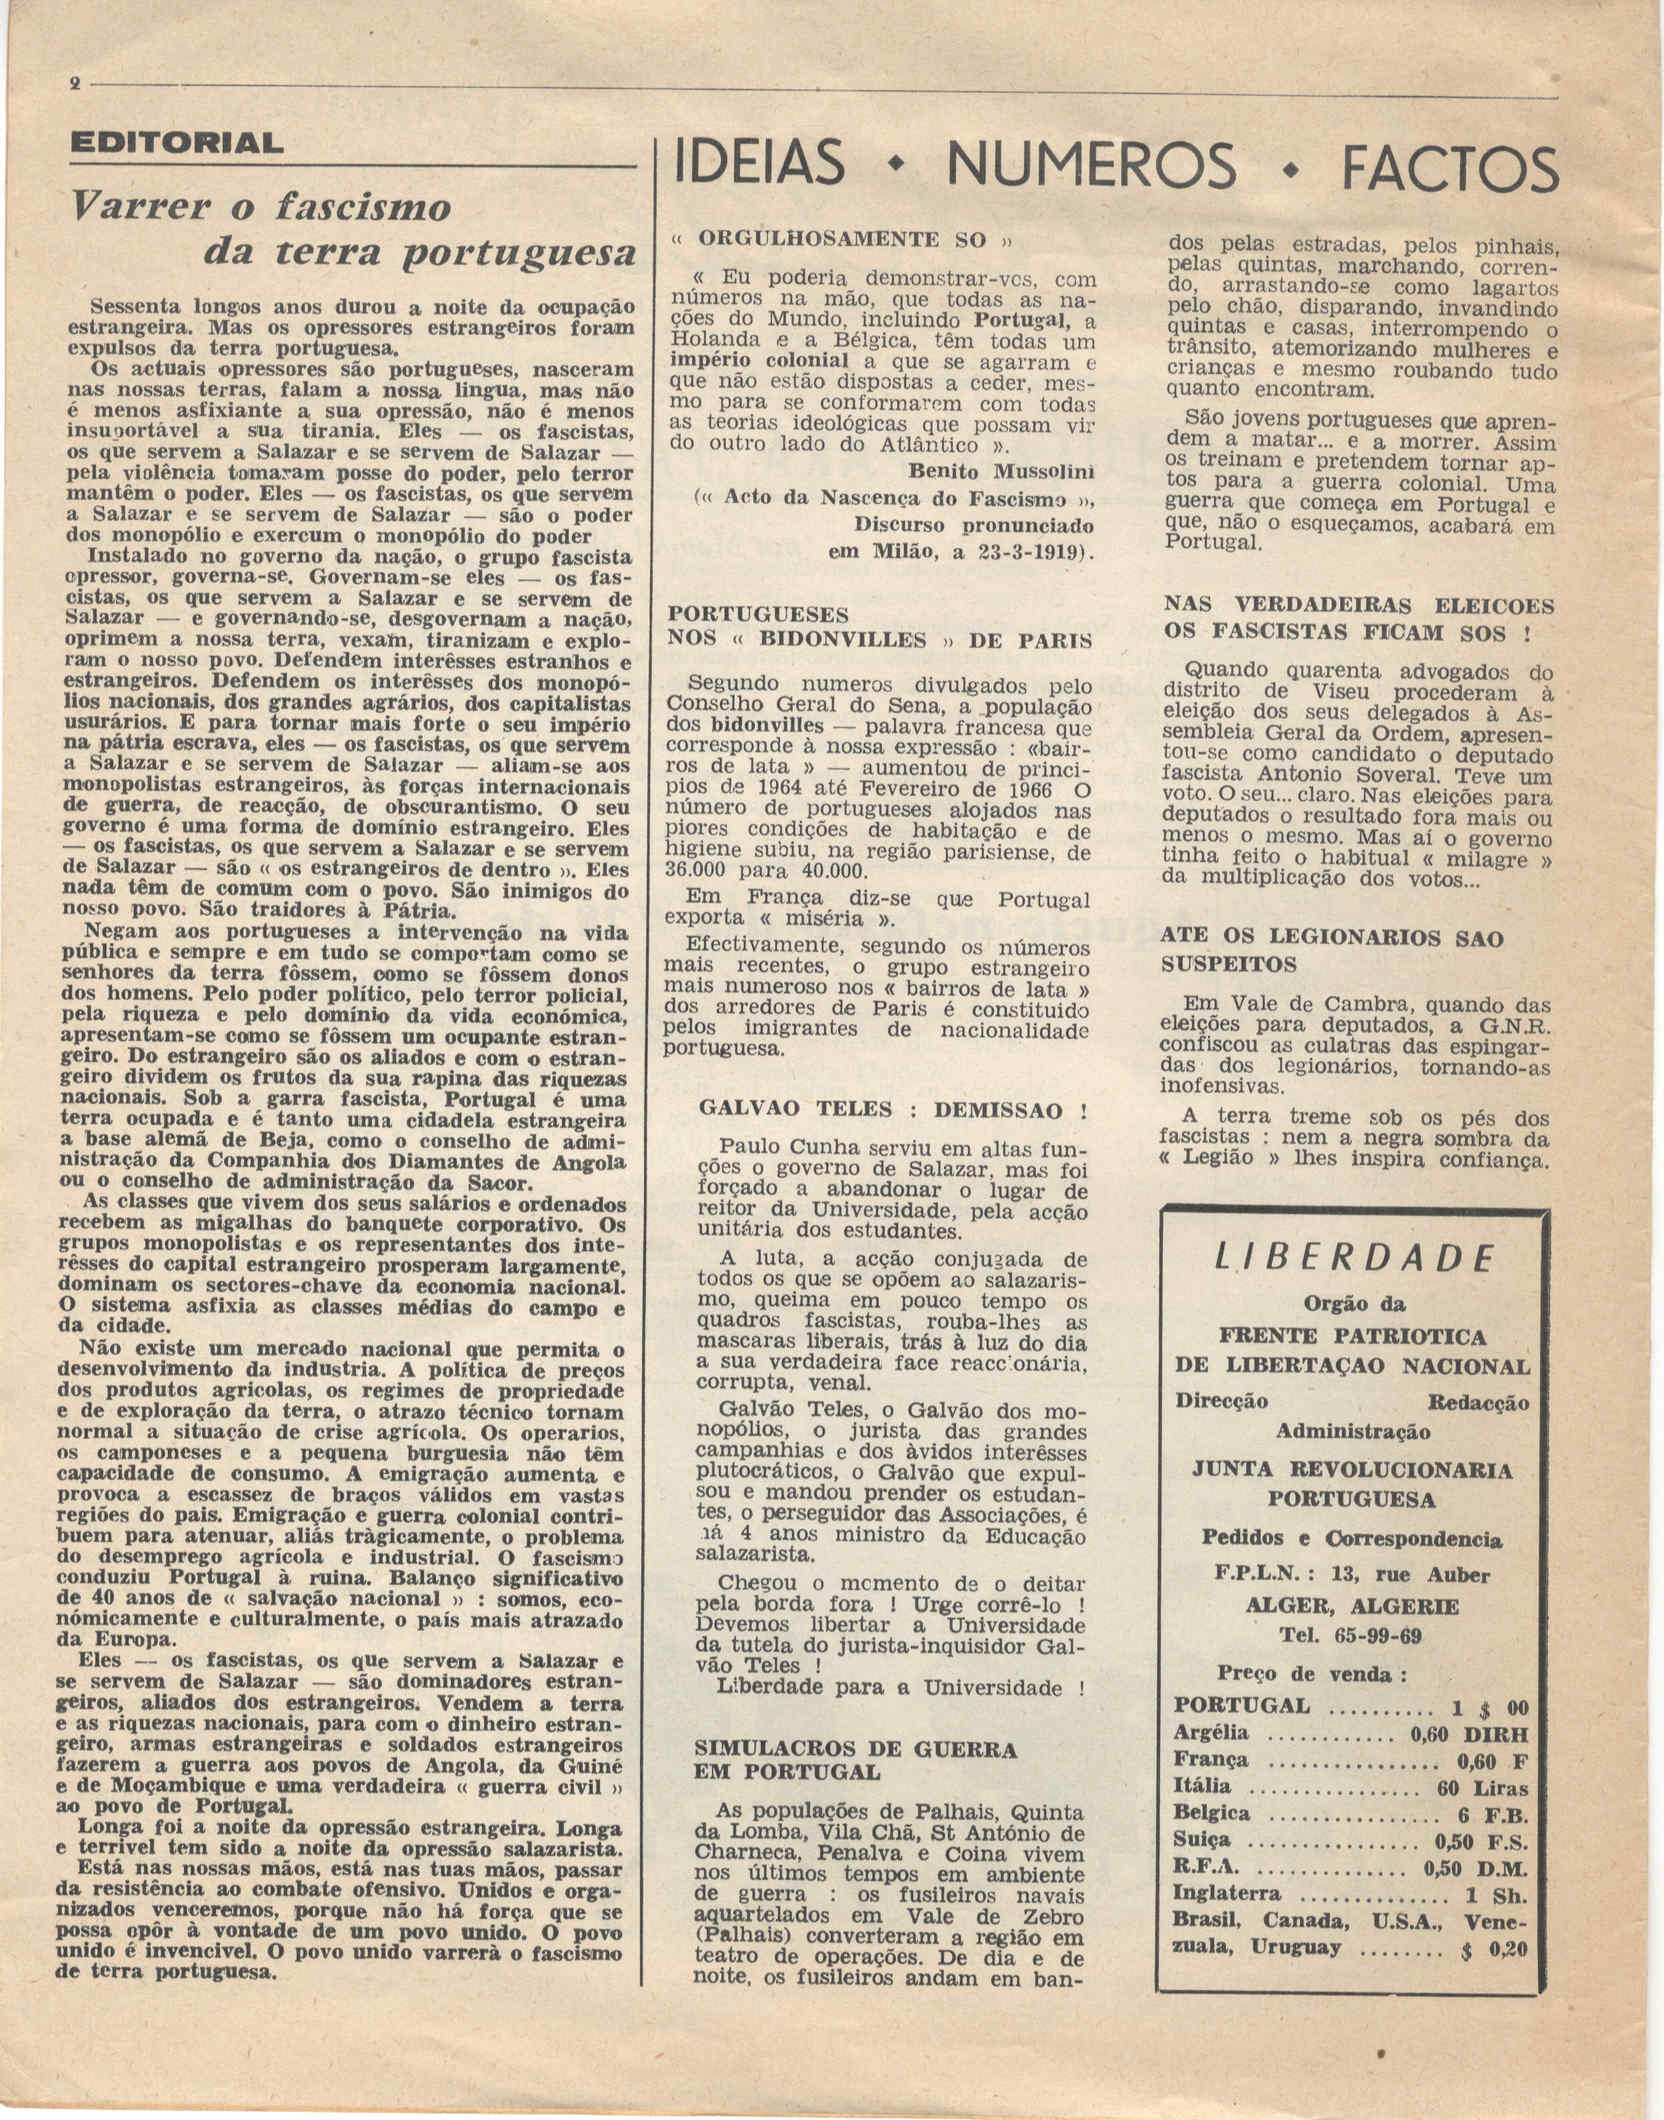 2
EDITORIAL
Varrer o fascismo
da terra portuguesa
Sessenta longos anos durou a noite da ocupação
estrangeira. Mas os opressores estrangeiros foram
expulsos da terra portuguesa.
Os actuais opressores são portugueses, nasceram
nas nossas terras, falam a nossa lingua, mas não
é menos asfixiante a sua opressão, não é menos
insuportável a sua tirania. Eles — os fascistas,
os que servem a Salazar e se servem de Salazar —
pela violência tomaram posse do poder, pelo terror
mantêm o poder. Eles — os fascistas, os que servem
a Salazar e se servem de Salazar — são o poder
dos monopólio e exercum o monopólio do poder
Instalado no governo da nação, o grupo fascista
opressor, governa-se. Governam-se eles — os fas-
cistas, os que servem a Salazar e se servem de
Salazar — e governando-se, desgovernam a nação,
oprimem a nossa terra, vexam, tiranizam e explo-
ram o nosso povo. Defendem interêsses estranhos e
estrangeiros. Defendem os interêsses dos monopó-
lios nacionais, dos grandes agrários, dos capitalistas
usurários. E para tornar mais forte o seu império
na pátria escrava, eles — os fascistas, os que servem
a Salazar e se servem de Salazar — aliam-se aos
monopolistas estrangeiros, às forças internacionais
de guerra, de reacção, de obscurantismo. O seu
governo é uma forma de domínio estrangeiro. Eles
— os fascistas, os que servem a Salazar e se servem
de Salazar — são « os estrangeiros de dentro ». Eles
nada têm de comum com o povo. São inimigos do
nosso povo. São traidores à Pátria.
Negam aos portugueses a intervenção na vida
pública e sempre e em tudo se comportam como se
senhores da terra fôssem, como se fôssem donos
dos homens. Pelo poder político, pelo terror policial,
pela riqueza e pelo domínio da vida económica,
apresentam-se como se fôssem um ocupante estran-
geiro. Do estrangeiro são os aliados e com o estran-
geiro dividem os frutos da sua rapina das riquezas
nacionais. Sob a garra fascista, Portugal é uma
terra ocupada e é tanto uma cidadela estrangeira
a base alemã de Beja, como o conselho de admi-
nistração da Companhia dos Diamantes de Angola
ou o conselho de administração da Sacor.
As classes que vivem dos seus salários e ordenados
recebem as migalhas do banquete corporativo. Os
grupos monopolistas e os representantes dos inte-
rêsses do capital estrangeiro prosperam largamente,
dominam os sectores-chave da economia nacional.
O sistema asfixia as classes médias do campo e
da cidade.
Não existe um mercado nacional que permita o
desenvolvimento da industria. A política de preços
dos produtos agricolas, os regimes de propriedade
e de exploração da terra, o atrazo técnico tornam
normal a situação de crise agrícola. Os operarios,
os camponeses e a pequena burguesia não têm
capacidade de consumo. A emigração aumenta e
provoca a escassez de braços válidos em vastas
regiões do pais. Emigração e guerra colonial contri-
buem para atenuar, aliás tràgicamente, o problema
do desemprego agrícola e industrial. O fascismo
conduziu Portugal à ruina. Balanço significativo
de 40 anos de « salvação nacional » : somos, eco-
nómicamente e culturalmente, o país mais atrazado
da Europa.
Eles — os fascistas, os que servem a Salazar e
se servem de Salazar — são dominadores estran-
geiros, aliados dos estrangeiros. Vendem a terra
e as riquezas nacionais, para com o dinheiro estran-
geiro, armas estrangeiras e soldados estrangeiros
fazerem a guerra aos povos de Angola, da Guiné
e de Moçambique e uma verdadeira « guerra civil »
ao povo de Portugal.
Longa foi a noite da opressão estrangeira. Longa
e terrivel tem sido a noite da opressão salazarista.
Está nas nossas mãos, está nas tuas mãos, passar
da resistência ao combate ofensivo. Unidos e orga-
nizados venceremos, porque não há força que se
possa opôr à vontade de um povo unido. O povo
unido é invencivel. O povo unido varrerà o fascismo
de terra portuguesa.
IDEIAS • NUMEROS • FACTOS
« ORGULHOSAMENTE SO »
« Eu poderia demonstrar-vos, com
números na mão, que todas as na-
ções do Mundo, incluindo Portugal, a
Holanda e a Bélgica, têm todas um
império colonial a que se agarram e
que não estão dispostas a ceder, mes-
mo para se conformarem com todas
as teorias ideológicas que possam vir
do outro lado do Atlântico ».
Benito Mussolini
(« Acto da Nascença do Fascismo »,
Discurso pronunciado
em Milão, a 23-3-1919).
PORTUGUESES
NOS « BIDONVILLES » DE PARIS
Segundo numeros divulgados pelo
Conselho Geral do Sena, a população
dos bidonvilles — palavra francesa que
corresponde à nossa expressão : «bair-
ros de lata » — aumentou de princi-
pios de 1964 até Fevereiro de 1966 O
número de portugueses alojados nas
piores condições de habitação e de
higiene subiu, na região parisiense, de
36.000 para 40.000.
Em França diz-se que Portugal
exporta « miséria ».
Efectivamente, segundo os números
mais recentes, o grupo estrangeiro
mais numeroso nos « bairros de lata »
dos arredores de Paris é constituido
pelos imigrantes de nacionalidade
portuguesa.
GALVAO TELES : DEMISSAO !
Paulo Cunha serviu em altas fun-
ções o governo de Salazar, mas foi
forçado a abandonar o lugar de
reitor da Universidade, pela acção
unitária dos estudantes.
A luta, a acção conjugada de
todos os que se opõem ao salazaris-
mo, queima em pouco tempo os
quadros fascistas, rouba-lhes as
mascaras liberais, trás à luz do dia
a sua verdadeira face reaccionária,
corrupta, venal.
Galvão Teles, o Galvão dos mo-
nopólios, o jurista das grandes
campanhias e dos àvidos interêsses
plutocráticos, o Galvão que expul-
sou e mandou prender os estudan-
tes, o perseguidor das Associações, é
há 4 anos ministro da Educação
salazarista.
Chegou o momento de o deitar
pela borda fora ! Urge corrê-lo !
Devemos libertar a Universidade
da tutela do jurista-inquisidor Gal-
vão Teles !
Liberdade para a Universidade !
SIMULACROS DE GUERRA
EM PORTUGAL
As populações de Palhais, Quinta
da Lomba, Vila Chã, St António de
Charneca, Penalva e Coina vivem
nos últimos tempos em ambiente
de guerra : os fusileiros navais
aquartelados em Vale de Zebro
(Palhais) converteram a região em
teatro de operações. De dia e de
noite, os fusileiros andam em ban-
dos pelas estradas, pelos pinhais,
pelas quintas, marchando, corren-
do, arrastando-se como lagartos
pelo chão, disparando, invandindo
quintas e casas, interrompendo o
trânsito, atemorizando mulheres e
crianças e mesmo roubando tudo
quanto encontram.
São jovens portugueses que apren-
dem a matar... e a morrer. Assim
os treinam e pretendem tornar ap-
tos para a guerra colonial. Uma
guerra que começa em Portugal e
que, não o esqueçamos, acabará em
Portugal.
NAS VERDADEIRAS ELEICOES
OS FASCISTAS FICAM SOS !
Quando quarenta advogados do
distrito de Viseu procederam à
eleição dos seus delegados à As-
sembleia Geral da Ordem, apresen-
tou-se como candidato o deputado
fascista Antonio Soveral. Teve um
voto. O seu... claro. Nas eleições para
deputados o resultado fora mais ou
menos o mesmo. Mas aí o governo
tinha feito o habitual « milagre »
da multiplicação dos votos...
ATE OS LEGIONARIOS SAO
SUSPEITOS
Em Vale de Cambra, quando das
eleições para deputados, a G.N.R.
confiscou as culatras das espingar-
das dos legionários, tornando-as
inofensivas.
A terra treme sob os pés dos
fascistas : nem a negra sombra da
« Legião » lhes inspira confiança.
LIBERDADE
Orgão da
FRENTE PATRIOTICA
DE LIBERTAÇAO NACIONAL
Direcção Redacção
Administração
JUNTA REVOLUCIONARIA
PORTUGUESA
Pedidos e Correspondencia
F.P.L.N. : 13, rue Auber
ALGER, ALGERIE
Tel. 65-99-69
Preço de venda :
PORTUGAL .......... 1 $ 00
Argélia ............ 0,60 DIRH
França ................ 0,60 F
Itália ................ 60 Liras
Belgica ................ 6 F.B.
Suiça ................ 0,50 F.S.
R.F.A. .............. 0,50 D.M.
Inglaterra .............. 1 Sh.
Brasil, Canada, U.S.A., Vene-
zuala, Uruguay ........ $ 0,20